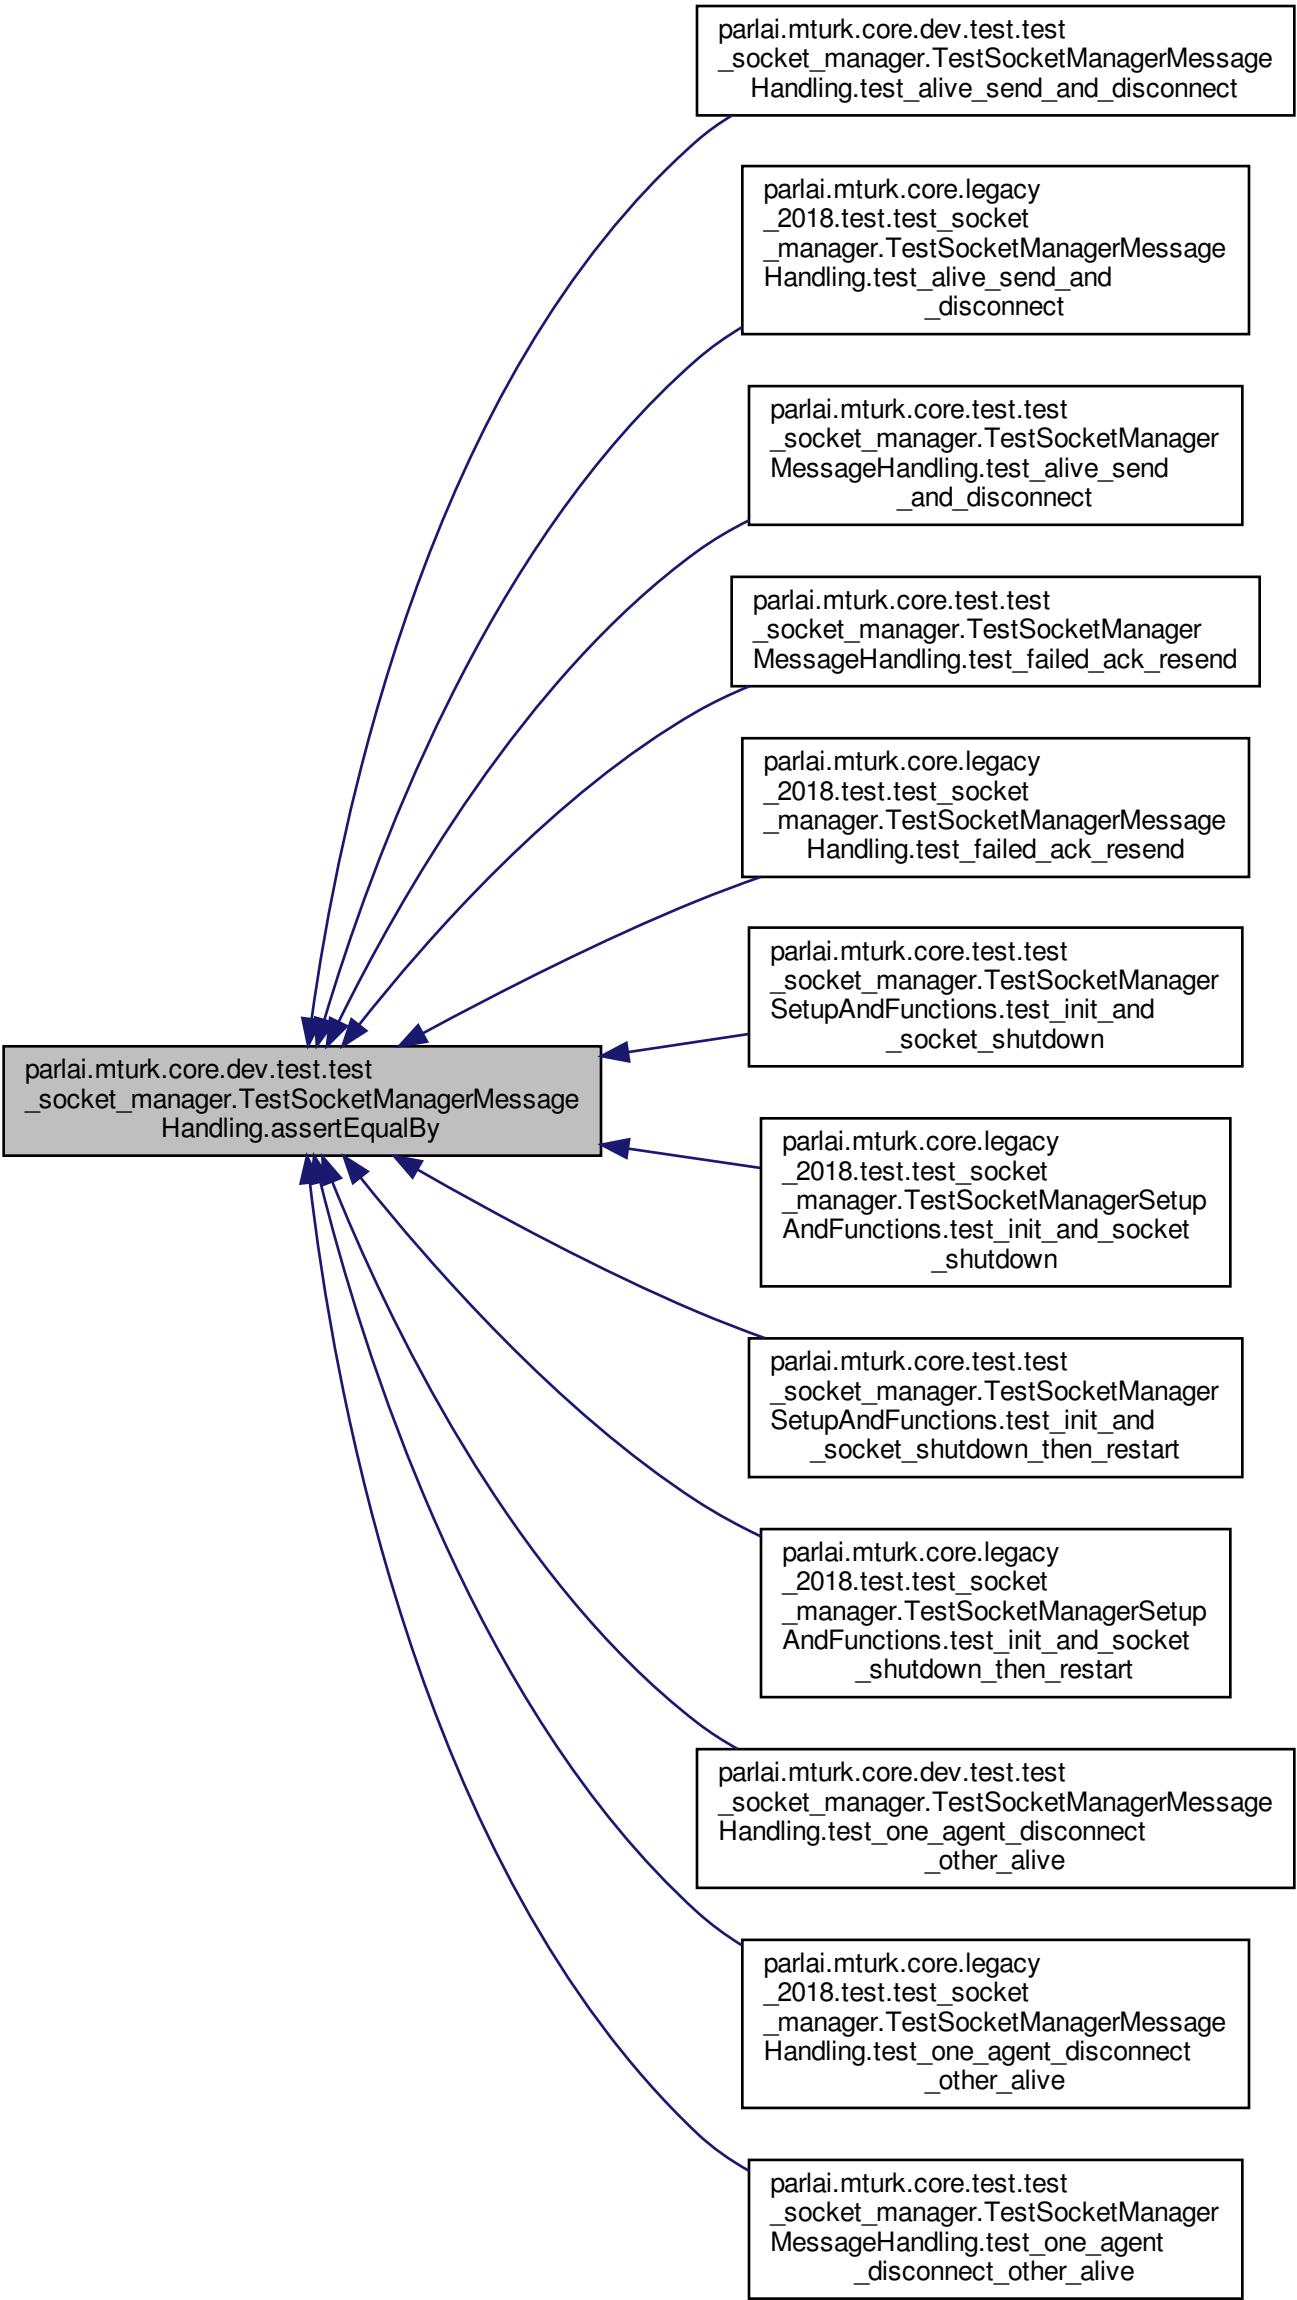 parlai.mturk.core.dev.test.test
_socket_manager.TestSocketManagerMessage
Handling.test_alive_send_and_disconnect
parlai.mturk.core.legacy
_2018.test.test_socket
_manager.TestSocketManagerMessage
Handling.test_alive_send_and
_disconnect
parlai.mturk.core.test.test
_socket_manager.TestSocketManager
MessageHandling.test_alive_send
_and_disconnect
parlai.mturk.core.test.test
_socket_manager.TestSocketManager
MessageHandling.test_failed_ack_resend
parlai.mturk.core.legacy
_2018.test.test_socket
_manager.TestSocketManagerMessage
Handling.test_failed_ack_resend
parlai.mturk.core.test.test
_socket_manager.TestSocketManager
SetupAndFunctions.test_init_and
_socket_shutdown
parlai.mturk.core.dev.test.test
_socket_manager.TestSocketManagerMessage
Handling.assertEqualBy
parlai.mturk.core.legacy
_2018.test.test_socket
_manager.TestSocketManagerSetup
AndFunctions.test_init_and_socket
_shutdown
parlai.mturk.core.test.test
_socket_manager.TestSocketManager
SetupAndFunctions.test_init_and
_socket_shutdown_then_restart
parlai.mturk.core.legacy
_2018.test.test_socket
_manager.TestSocketManagerSetup
AndFunctions.test_init_and_socket
_shutdown_then_restart
parlai.mturk.core.dev.test.test
_socket_manager.TestSocketManagerMessage
Handling.test_one_agent_disconnect
_other_alive
parlai.mturk.core.legacy
_2018.test.test_socket
_manager.TestSocketManagerMessage
Handling.test_one_agent_disconnect
_other_alive
parlai.mturk.core.test.test
_socket_manager.TestSocketManager
MessageHandling.test_one_agent
_disconnect_other_alive